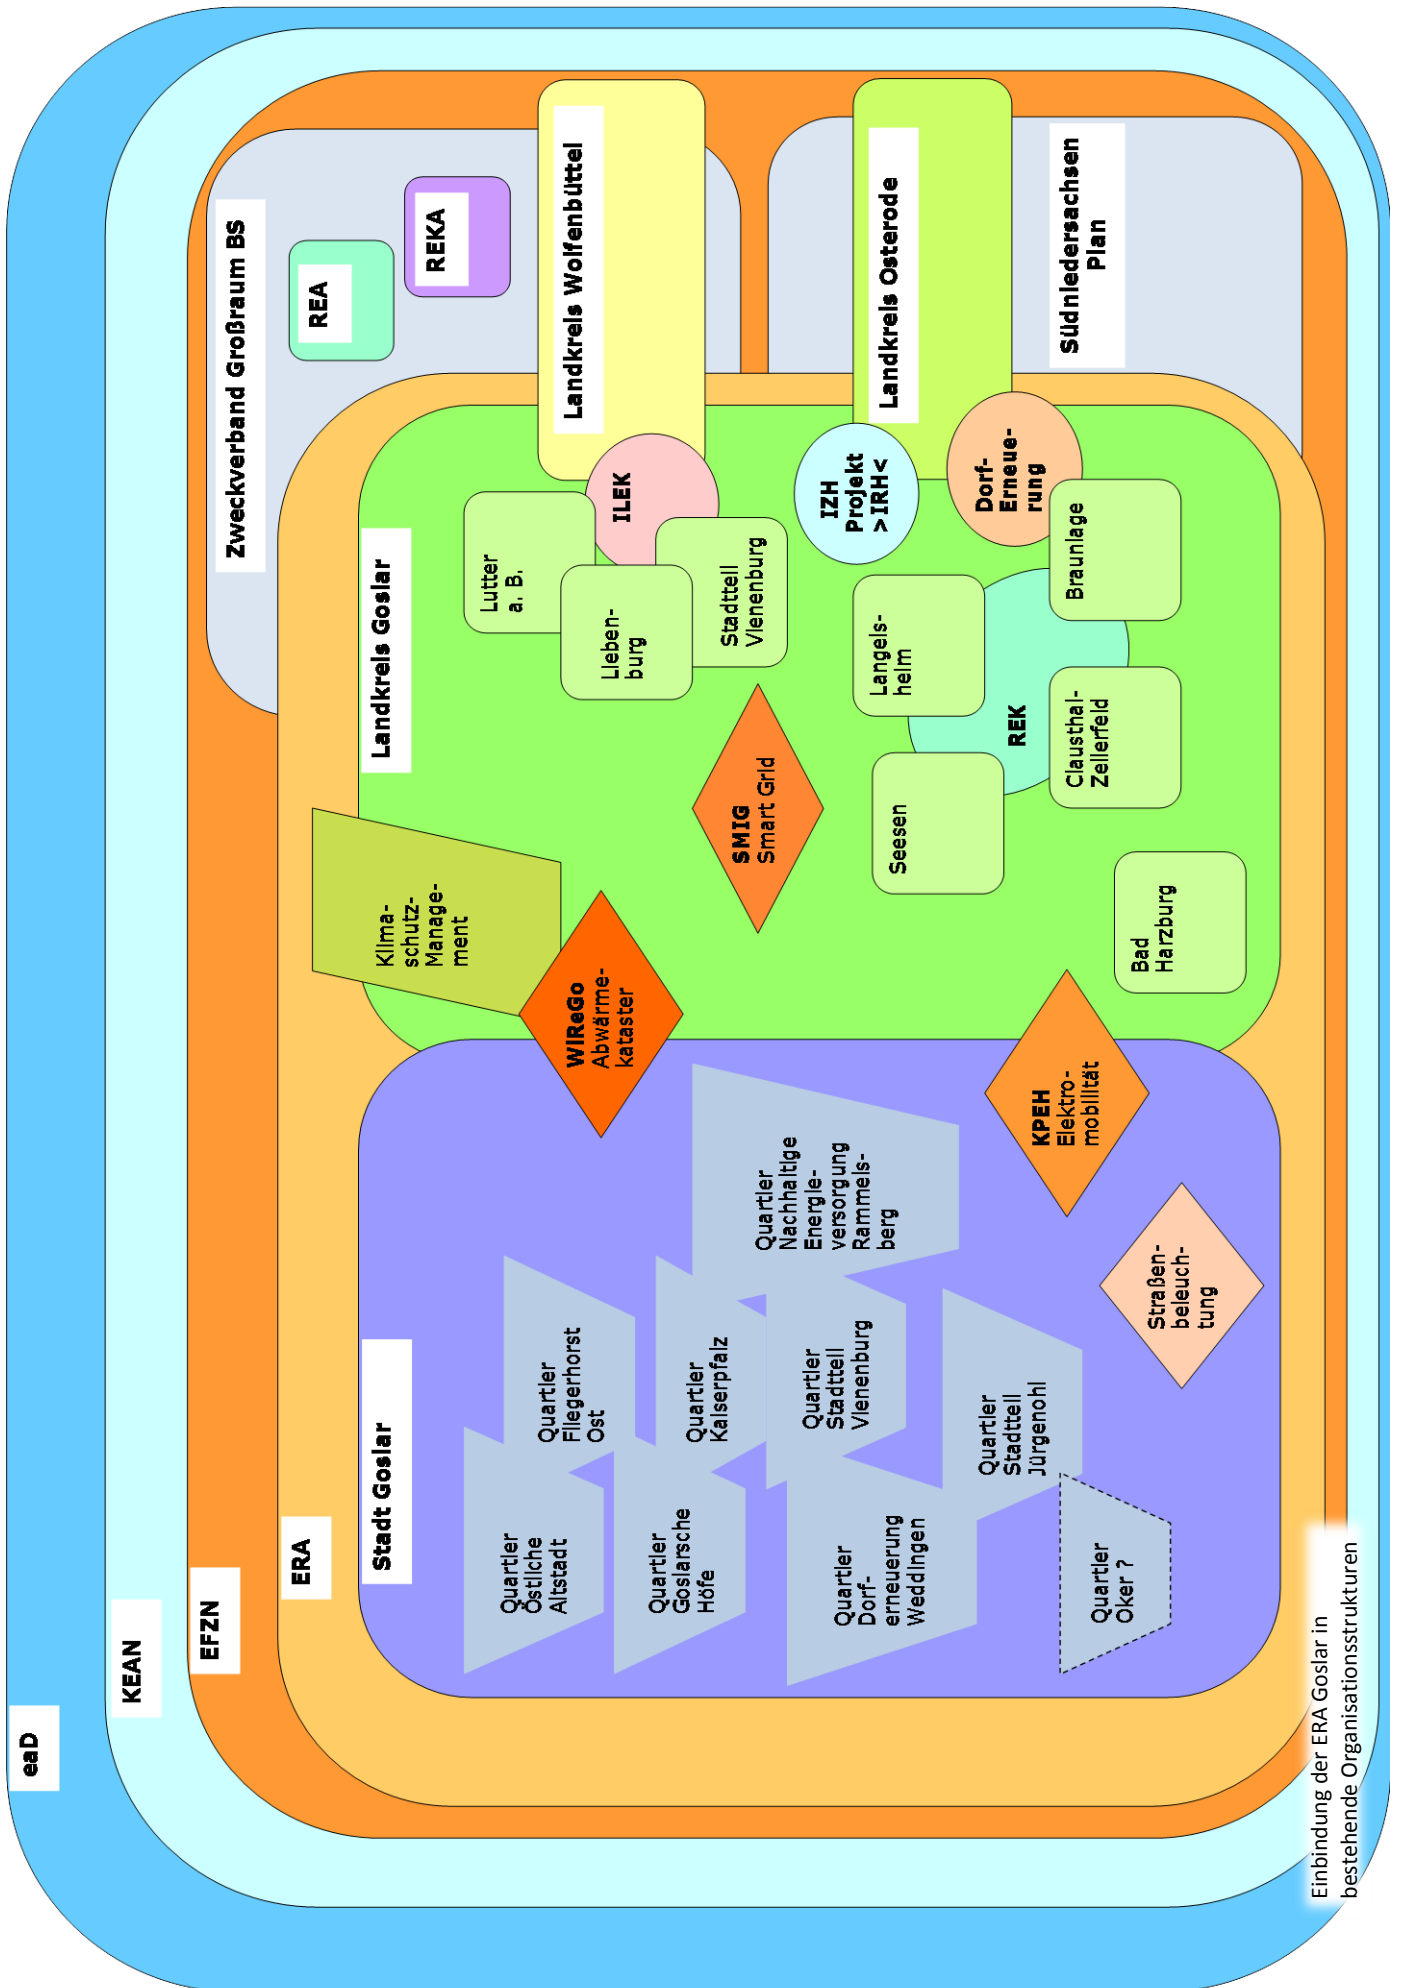 eaD
KEAN
EFZN
ERA
Zweckverband Großraum BS
REA
REKA
Landkreis Wolfenbüttel
Landkreis Osterode
Südniedersachsen
Plan
Landkreis Goslar
Lutter
a. B.
Lieben-
burg
ILEK
Stadtteil
Vienenburg
IZH
Projekt
>IRH<
Dorf-
Erneue-
rung
Langels-
heim
Braunlage
REK
Seesen
Clausthal-
Zellerfeld
Bad
Harzburg
SMIG
Smart Grid
Klima-
schutz-
Manage-
ment
WiReGo
Abwärme-
kataster
KPEH
Elektro-
mobilität
Stadt Goslar
Quartier
Östliche
Altstadt
Quartier
Fliegerhorst
Ost
Quartier
Goslarsche
Höfe
Quartier
Kaiserpfalz
Quartier
Nachhaltige
Energie-
versorgung
Rammels-
berg
Quartier
Stadtteil
Vienenburg
Quartier
Dorf-
erneuerung
Weddingen
Quartier
Stadtteil
Jürgenohl
Quartier
Oker ?
Straßen-
beleuch-
tung
Einbindung der ERA Goslar in
bestehende Organisationsstrukturen